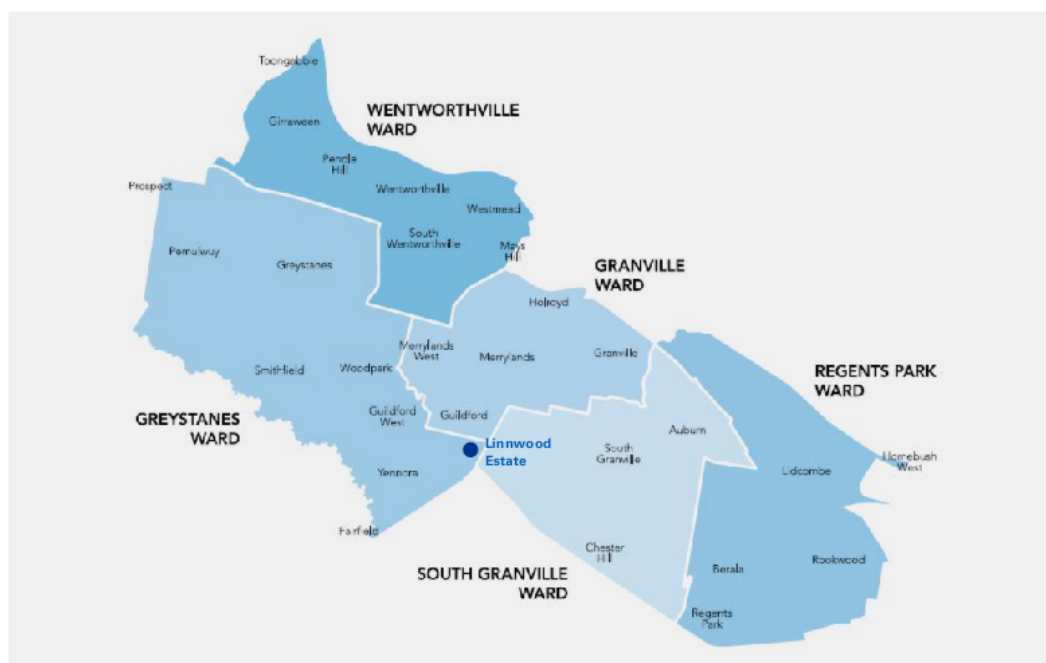 Toongabbie
WENTWORTHVILLE
WARD
Girraween
Pendle
Hill
Prospect
Wentworthville
Westmead
South
Wentworthville
Mays
Hill
Pemulwuy
Greystanes
GRANVILLE
WARD
Holroyd
Merrylands
West
Merrylands
Granville
Smithfield
Woodpark
REGENTS PARK
WARD
GREYSTANES
WARD
Guildford
West
Guildford
Auburn
Linnwood
Estate
South
Granville
Homebush
West
Lidcombe
Yennora
Fairfield
Chester
Hill
SOUTH GRANVILLE
WARD
Berala
Rookwood
Regents
Park